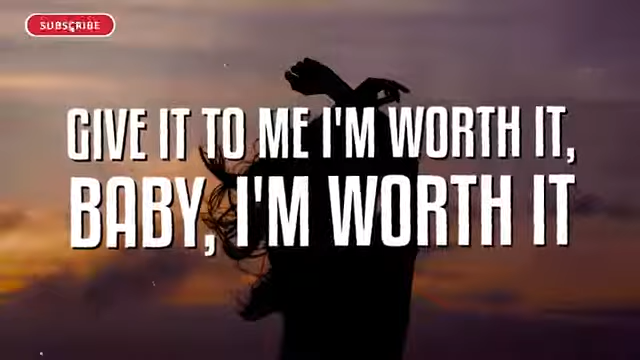 SUBSCRIBE
GIVE IT TO ME I'M WORTH IT,
BABY, I'M WORTH IT